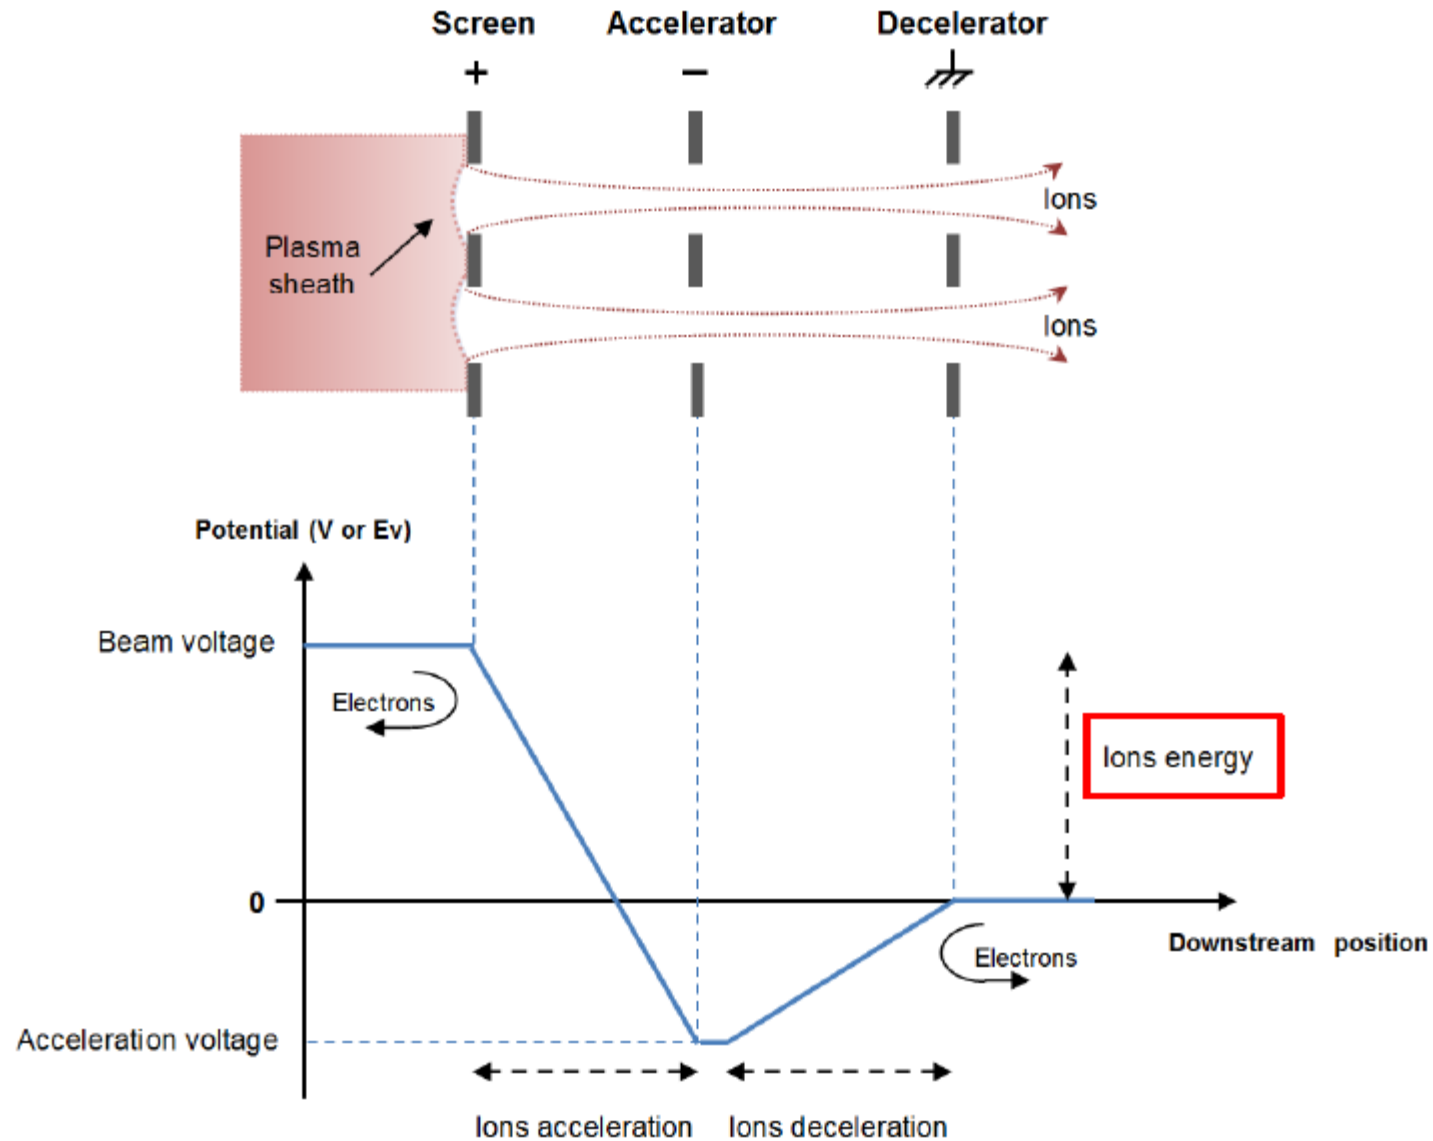 Screen Accelerator Decelerator
+ −
Ions
Plasma
sheath
Ions
Potential (V or Ev)
Beam voltage
Electrons
Ions energy
0
Downstream position
Electrons
Acceleration voltage
Ions acceleration Ions deceleration